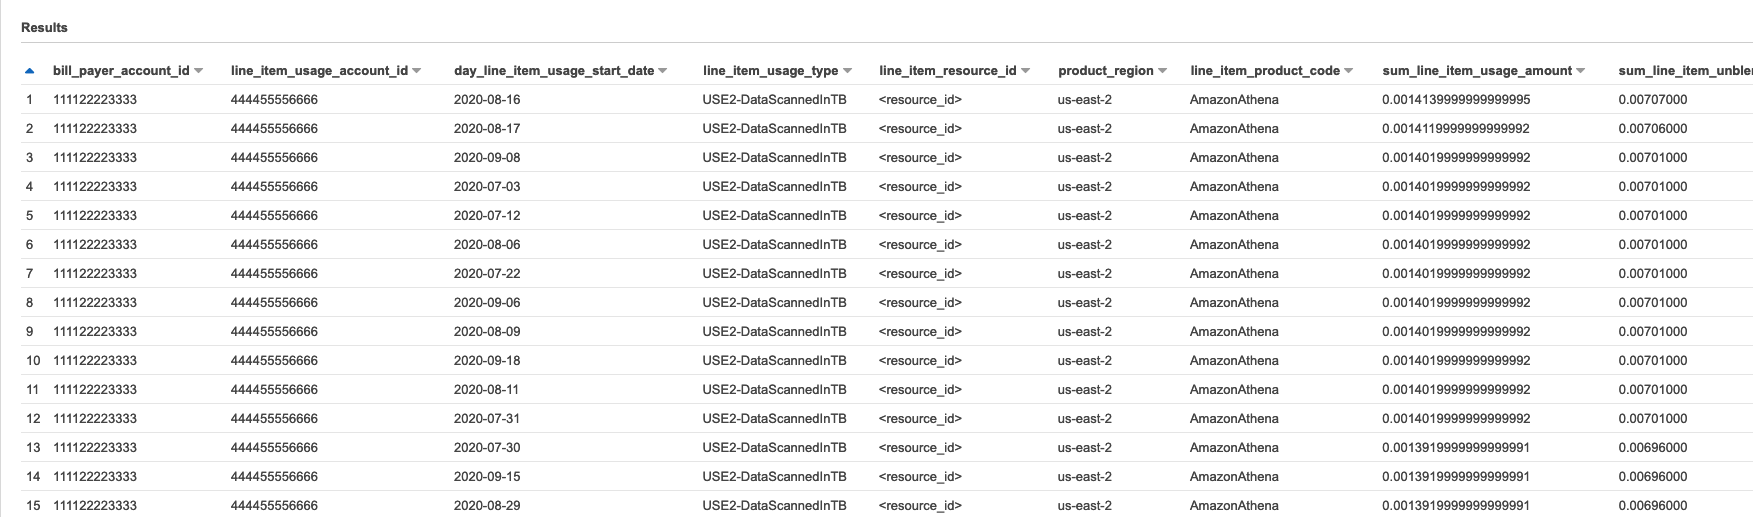 Results
bill_payer_account_id line_item_usage_account_id day_line_item_usage_start_date line_item_usage_type line_item_resource_id product_region line_item_product_code sum_line_item_usage_amount sum_line_item_unble
1 111122223333 444455556666 2020-08-16 USE2-DataScannedInTB <resource_id> us-east-2 AmazonAthena 0.0014139999999999995 0.00707000
2 111122223333 444455556666 2020-08-17 USE2-DataScannedInTB <resource_id> us-east-2 AmazonAthena 0.0014119999999999992 0.00706000
3 111122223333 444455556666 2020-09-08 USE2-DataScannedInTB <resource_id> us-east-2 AmazonAthena 0.0014019999999999992 0.00701000
4 111122223333 444455556666 2020-07-03 USE2-DataScannedInTB <resource_id> us-east-2 AmazonAthena 0.0014019999999999992 0.00701000
5 111122223333 444455556666 2020-07-12 USE2-DataScannedInTB <resource_id> us-east-2 AmazonAthena 0.0014019999999999992 0.00701000
6 111122223333 444455556666 2020-08-06 USE2-DataScannedInTB <resource_id> us-east-2 AmazonAthena 0.0014019999999999992 0.00701000
7 111122223333 444455556666 2020-07-22 USE2-DataScannedInTB <resource_id> us-east-2 AmazonAthena 0.0014019999999999992 0.00701000
8 111122223333 444455556666 2020-09-06 USE2-DataScannedInTB <resource_id> us-east-2 AmazonAthena 0.0014019999999999992 0.00701000
9 111122223333 444455556666 2020-08-09 USE2-DataScannedInTB <resource_id> us-east-2 AmazonAthena 0.0014019999999999992 0.00701000
10 111122223333 444455556666 2020-09-18 USE2-DataScannedInTB <resource_id> us-east-2 AmazonAthena 0.0014019999999999992 0.00701000
11 111122223333 444455556666 2020-08-11 USE2-DataScannedInTB <resource_id> us-east-2 AmazonAthena 0.0014019999999999992 0.00701000
12 111122223333 444455556666 2020-07-31 USE2-DataScannedInTB <resource_id> us-east-2 AmazonAthena 0.0014019999999999992 0.00701000
13 111122223333 444455556666 2020-07-30 USE2-DataScannedInTB <resource_id> us-east-2 AmazonAthena 0.0013919999999999991 0.00696000
14 111122223333 444455556666 2020-09-15 USE2-DataScannedInTB <resource_id> us-east-2 AmazonAthena 0.0013919999999999991 0.00696000
15 111122223333 444455556666 2020-08-29 USE2-DataScannedInTB <resource_id> us-east-2 AmazonAthena 0.0013919999999999991 0.00696000